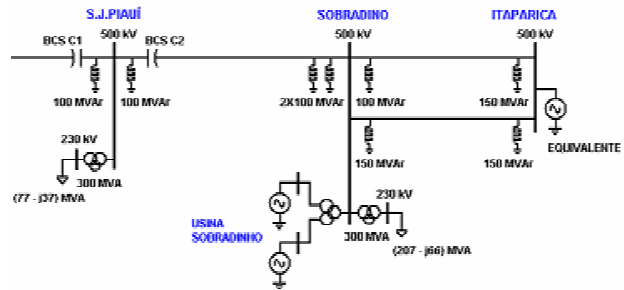 S.J.PIAUÍ
SOBRADINO
ITAPARICA
BCS C1
500 kV
BCS C2
500 kV
500 kV
100 MVAr
100 MVAr
2X100 MVAr
100 MVAr
150 MVAr
EQUIVALENTE
230 kV
300 MVA
(77 - j37) MVA
150 MVAr
150 MVAr
230 kV
USINA
SOBRADINHO
300 MVA
(207 - j66) MVA